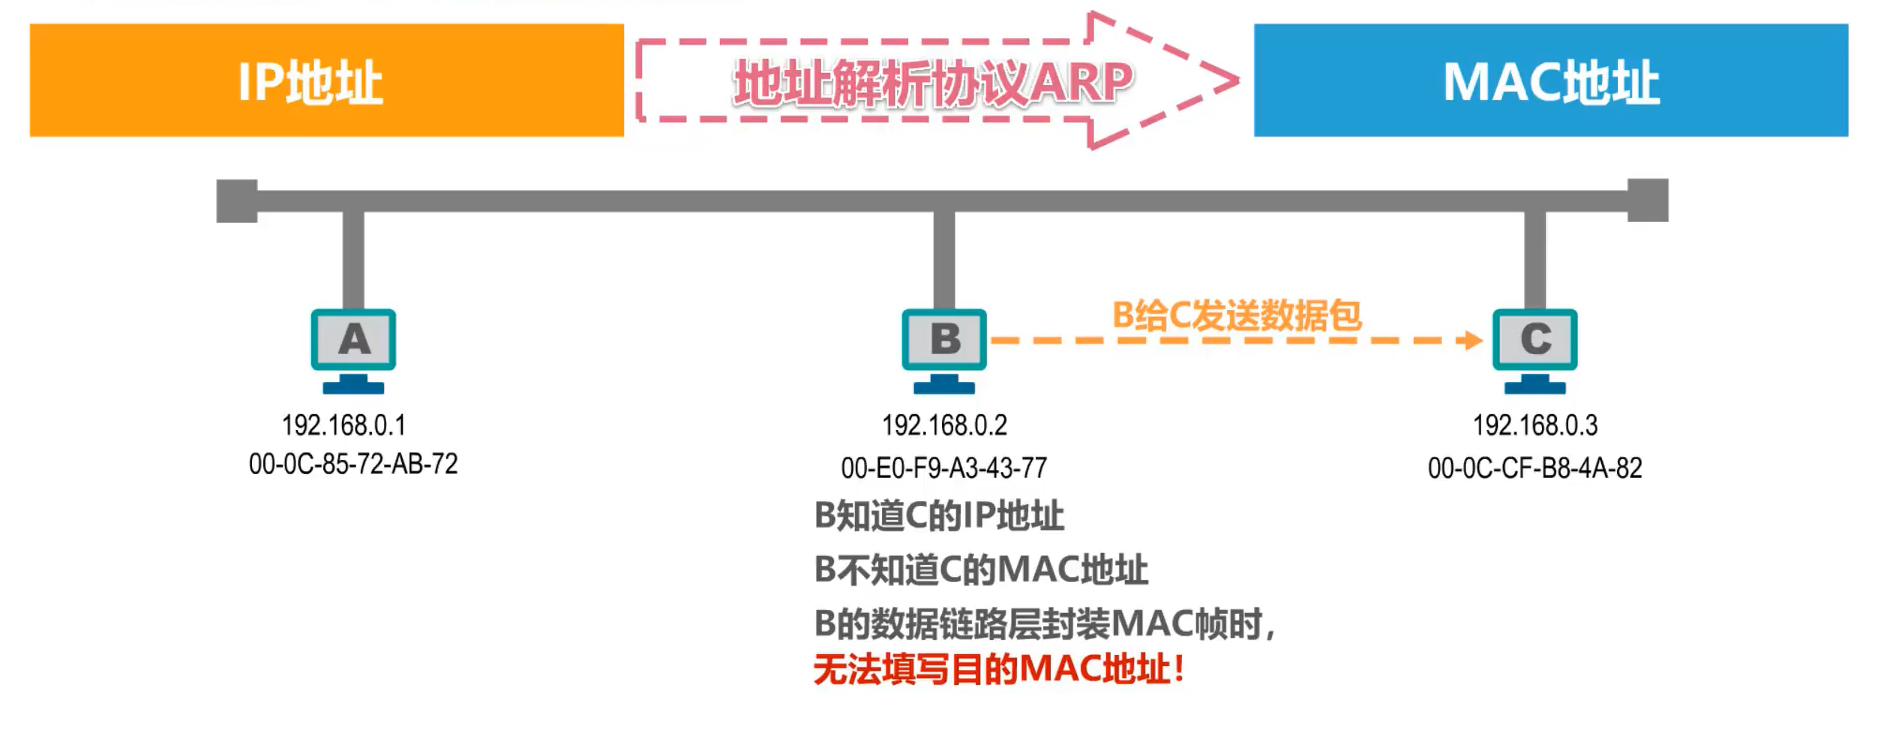 IP地址
地址解析协议ARP
MAC地址
B给C发送数据包
A
B
C
192.168.0.1
00-0C-85-72-AB-72
192.168.0.2
00-E0-F9-A3-43-77
192.168.0.3
00-0C-CF-B8-4A-82
B知道C的IP地址
B不知道C的MAC地址
B的数据链路层封装MAC帧时，
无法填写目的MAC地址！